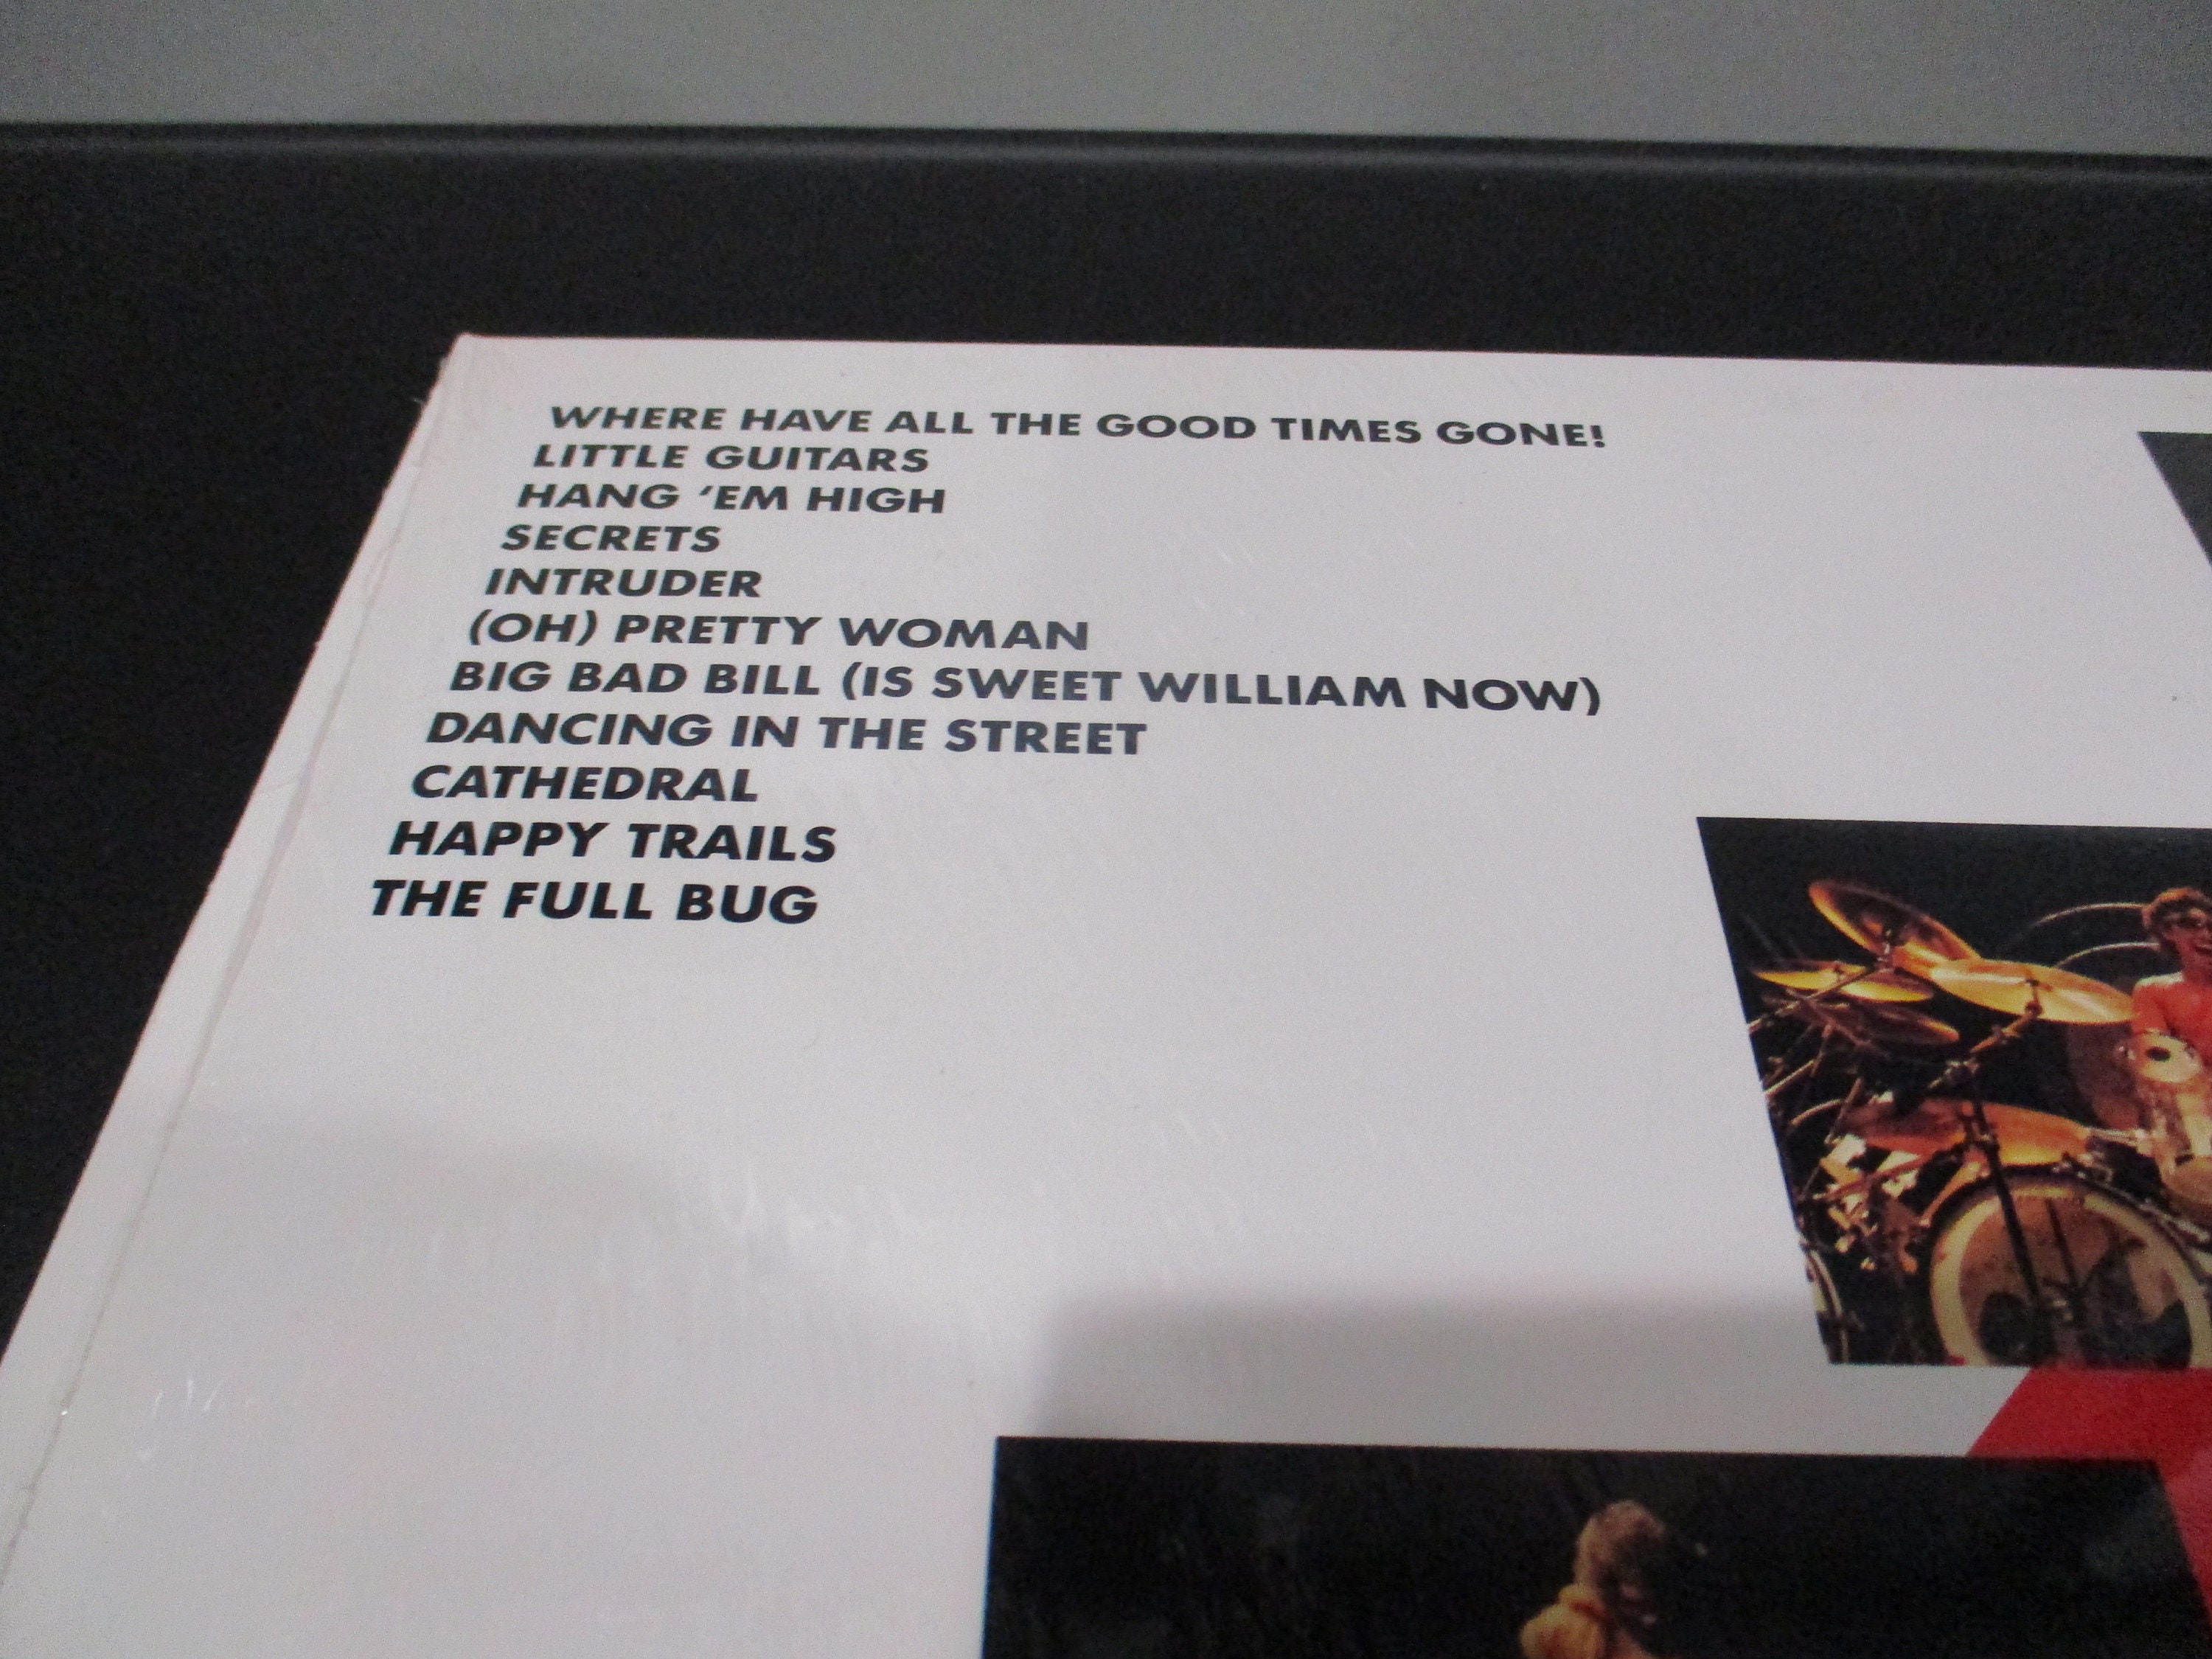 WHERE HAVE ALL THE GOOD TIMES GONE!
LITTLE GUITARS
HANG ‘EM HIGH
SECRETS
INTRUDER
(OH) PRETTY WOMAN
BIG BAD BILL (IS SWEET WILLIAM NOW)
DANCING IN THE STREET
CATHEDRAL
HAPPY TRAILS
THE FULL BUG